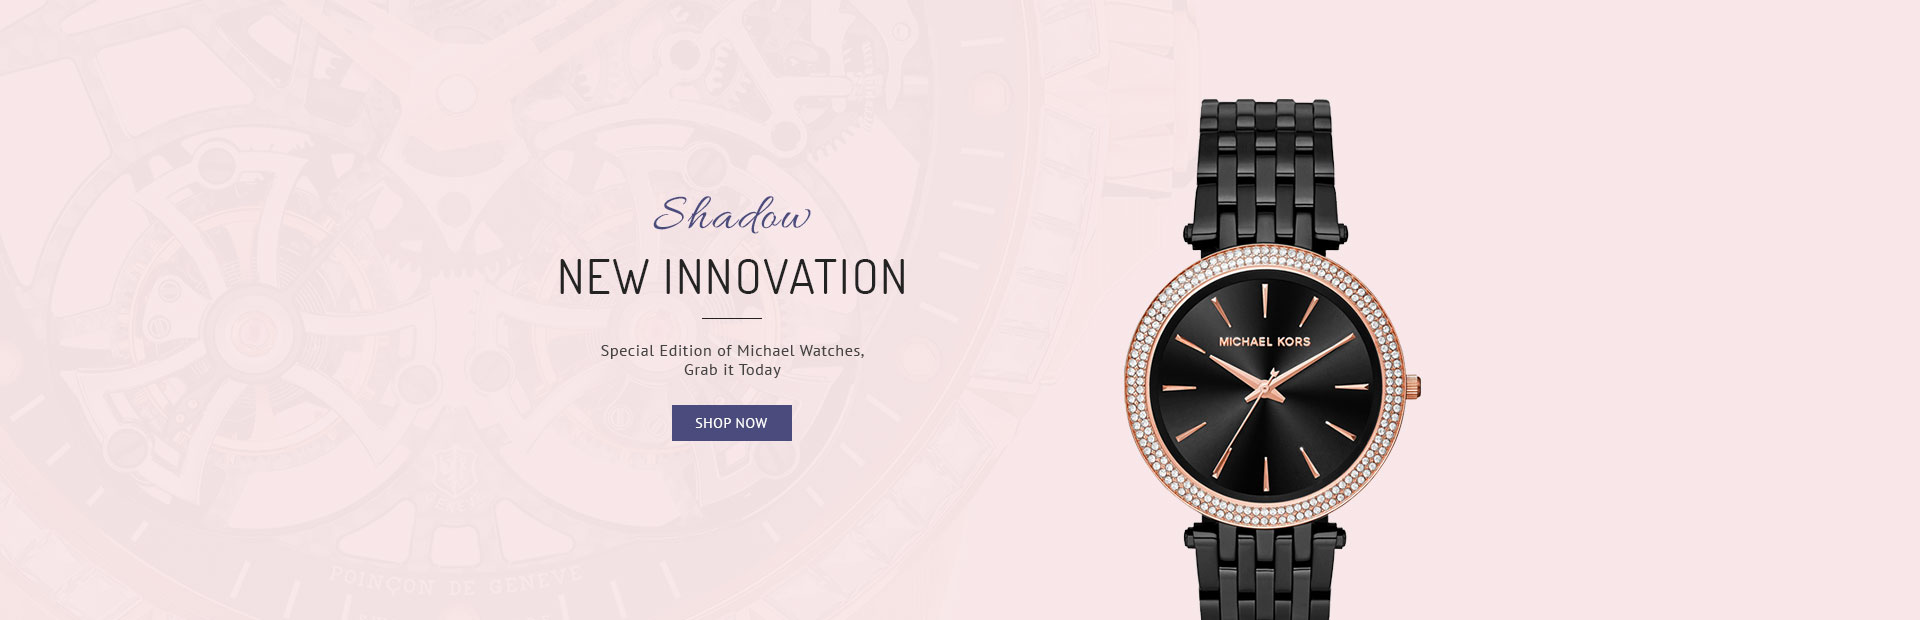 Shadow
NEW INNOVATION
Special Edition of Michael Watches,
Grab it Today
SHOP NOW
MICHAEL KORS
POINÇON DE GENEVE